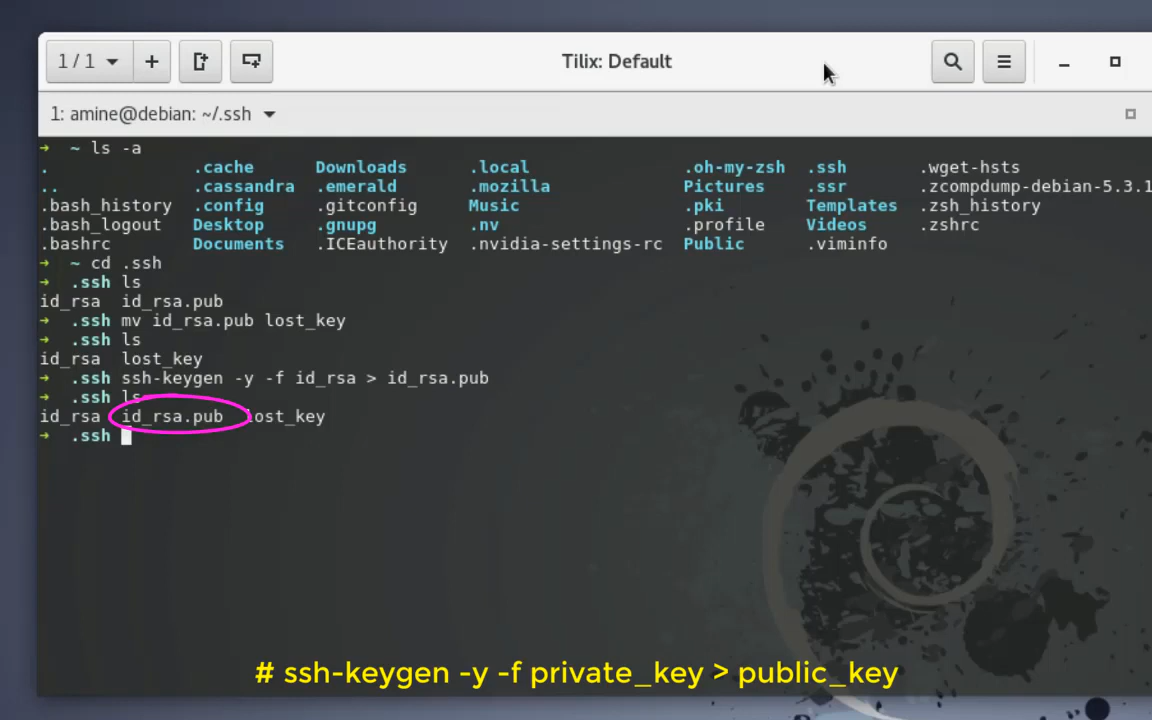 1 / 1
Tilix: Default
1: amine@debian: ~/.ssh
➜ ~ ls -a
. .cache Downloads .local .oh-my-zsh .ssh .wget-hsts
.. .cassandra .emerald .mozilla Pictures .ssr .zcompdump-debian-5.3.1
.bash_history .config .gitconfig Music .pki Templates .zsh_history
.bash_logout Desktop .gnupg .nv .profile Videos .zshrc
.bashrc Documents .ICEauthority .nvidia-settings-rc Public .viminfo
➜ ~ cd .ssh
➜ .ssh ls
id_rsa id_rsa.pub
➜ .ssh mv id_rsa.pub lost_key
➜ .ssh ls
id_rsa lost_key
➜ .ssh ssh-keygen -y -f id_rsa > id_rsa.pub
➜ .ssh ls
id_rsa id_rsa.pub lost_key
➜ .ssh
# ssh-keygen -y -f private_key > public_key